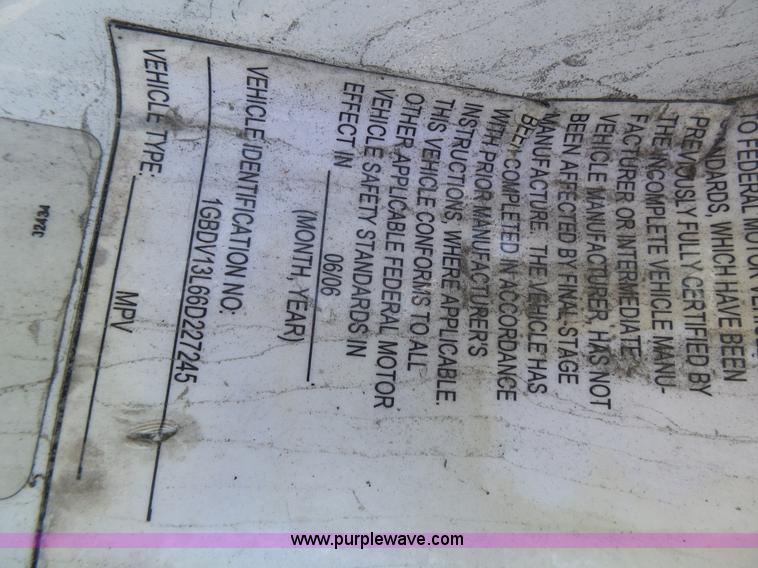 TO FEDERAL MOTOR VEHICLE
STANDARDS, WHICH HAVE BEEN
PREVIOUSLY FULLY CERTIFIED BY
THE INCOMPLETE VEHICLE MANU-
FACTURER OR INTERMEDIATE
VEHICLE MANUFACTURER, HAS NOT
BEEN AFFECTED BY FINAL-STAGE
MANUFACTURE. THE VEHICLE HAS
BEEN COMPLETED IN ACCORDANCE
WITH PRIOR MANUFACTURER'S
INSTRUCTIONS, WHERE APPLICABLE.
THIS VEHICLE CONFORMS TO ALL
OTHER APPLICABLE FEDERAL MOTOR
VEHICLE SAFETY STANDARDS IN
EFFECT IN 06/06
(MONTH, YEAR)
VEHICLE IDENTIFICATION NO:
1GBDV13L66D227245
VEHICLE TYPE: MPV
32434
www.purplewave.com